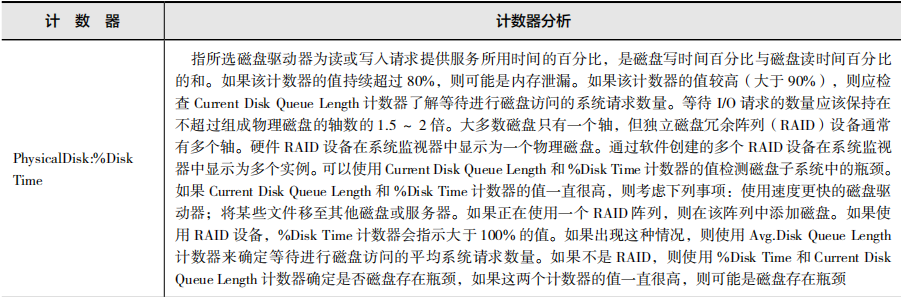 计 数 器
计数器分析
PhysicalDisk:%Disk
Time
指所选磁盘驱动器为读或写入请求提供服务所用时间的百分比，是磁盘写时间百分比与磁盘读时间百分比
的和。如果该计数器的值持续超过 80%，则可能是内存泄漏。如果该计数器的值较高（大于 90%），则应检
查 Current Disk Queue Length 计数器了解等待进行磁盘访问的系统请求数量。等待 I/O 请求的数量应该保持在
不超过组成物理磁盘的轴数的 1.5 ~ 2 倍。大多数磁盘只有一个轴，但独立磁盘冗余阵列（RAID）设备通常
有多个轴。硬件 RAID 设备在系统监视器中显示为一个物理磁盘。通过软件创建的多个 RAID 设备在系统监视
器中显示为多个实例。可以使用 Current Disk Queue Length 和 %Disk Time 计数器的值检测磁盘子系统中的瓶颈。
如果 Current Disk Queue Length 和 %Disk Time 计数器的值一直很高，则考虑下列事项：使用速度更快的磁盘驱
动器；将某些文件移至其他磁盘或服务器。如果正在使用一个 RAID 阵列，则在该阵列中添加磁盘。如果使
用 RAID 设备，%Disk Time 计数器会指示大于 100% 的值。如果出现这种情况，则使用 Avg.Disk Queue Length
计数器来确定等待进行磁盘访问的平均系统请求数量。如果不是 RAID，则使用 %Disk Time 和 Current Disk
Queue Length 计数器确定是否磁盘存在瓶颈，如果这两个计数器的值一直很高，则可能是磁盘存在瓶颈